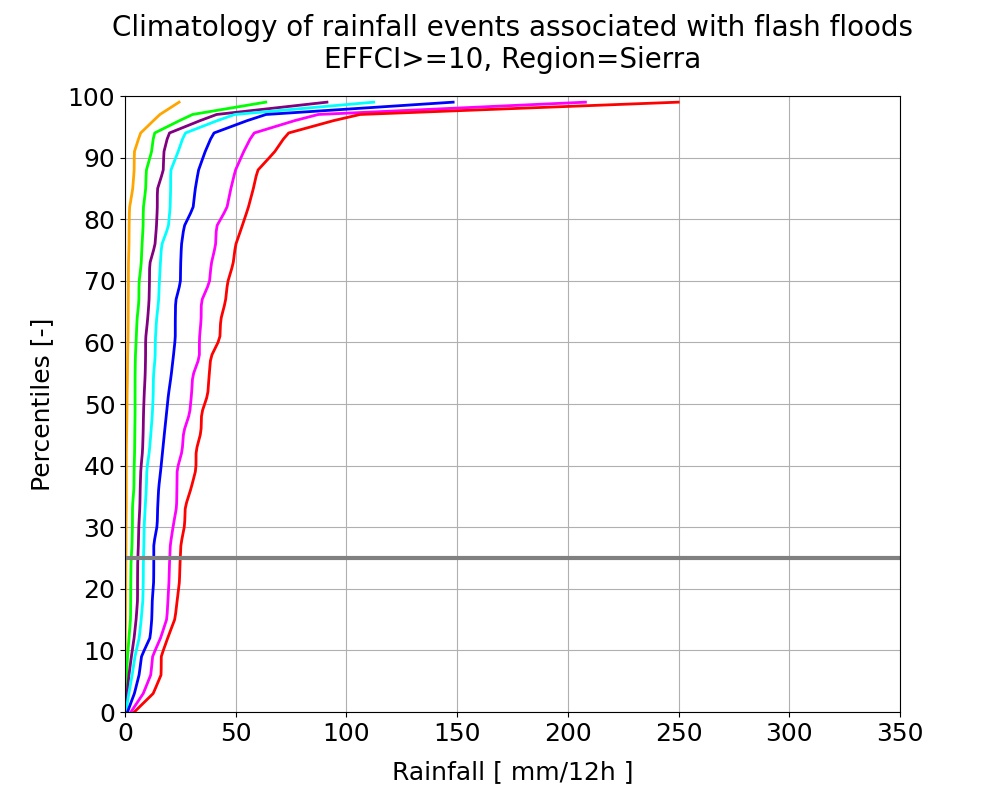 Climatology of rainfall events associated with flash floods
EFFCI>=10, Region=Sierra
100
90
80
70
60
50
40
30
20
10
0
Percentiles [-]
0 50 100 150 200 250 300 350
Rainfall [ mm/12h ]